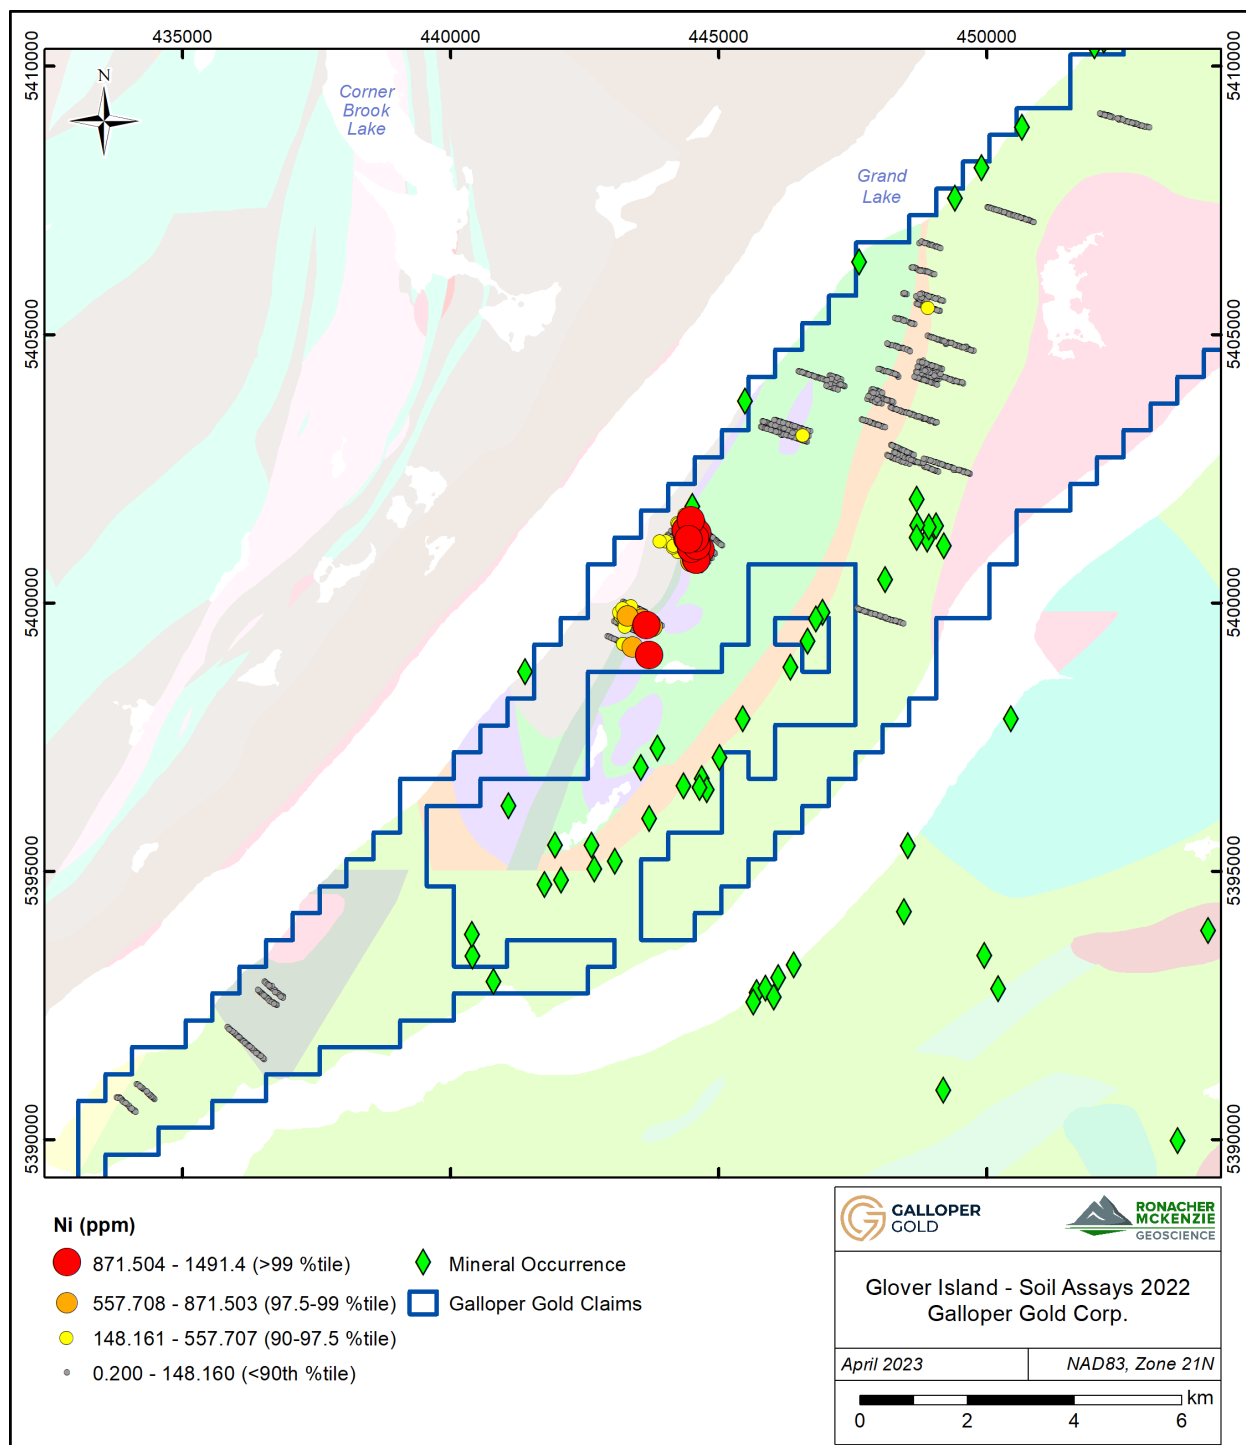 435000
440000
445000
450000
5410000
5410000
N
Corner
Brook
Lake
Grand
Lake
5405000
5405000
5400000
5400000
5395000
5395000
5390000
5390000
Ni (ppm)
871.504 - 1491.4 (>99 %tile)
557.708 - 871.503 (97.5-99 %tile)
148.161 - 557.707 (90-97.5 %tile)
0.200 - 148.160 (<90th %tile)
Mineral Occurrence
Galloper Gold Claims
GALLOPER
GOLD
RONACHER
MCKENZIE
GEOSCIENCE
Glover Island - Soil Assays 2022
Galloper Gold Corp.
April 2023
NAD83, Zone 21N
km
0 2 4 6